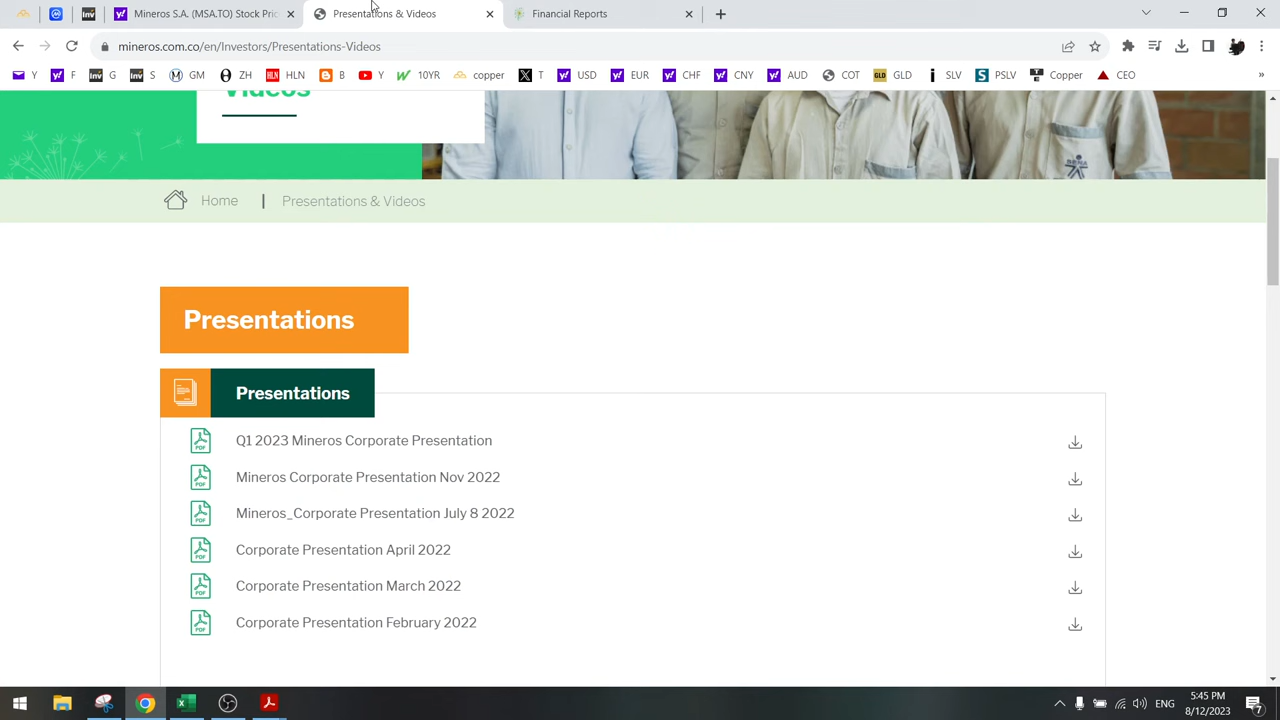 Mineros S.A. (MSA.TO) Stock Pric
Presentations & Videos
Financial Reports
mineros.com.co/en/Investors/Presentations-Videos
Y F G S GM ZH HLN B Y 10YR copper T USD EUR CHF CNY AUD COT GLD SLV PSLV Copper CEO »
Videos
BENA
Home | Presentations & Videos
Presentations
Presentations
Q1 2023 Mineros Corporate Presentation
Mineros Corporate Presentation Nov 2022
Mineros_Corporate Presentation July 8 2022
Corporate Presentation April 2022
Corporate Presentation March 2022
Corporate Presentation February 2022
ENG
5:45 PM
8/12/2023
7